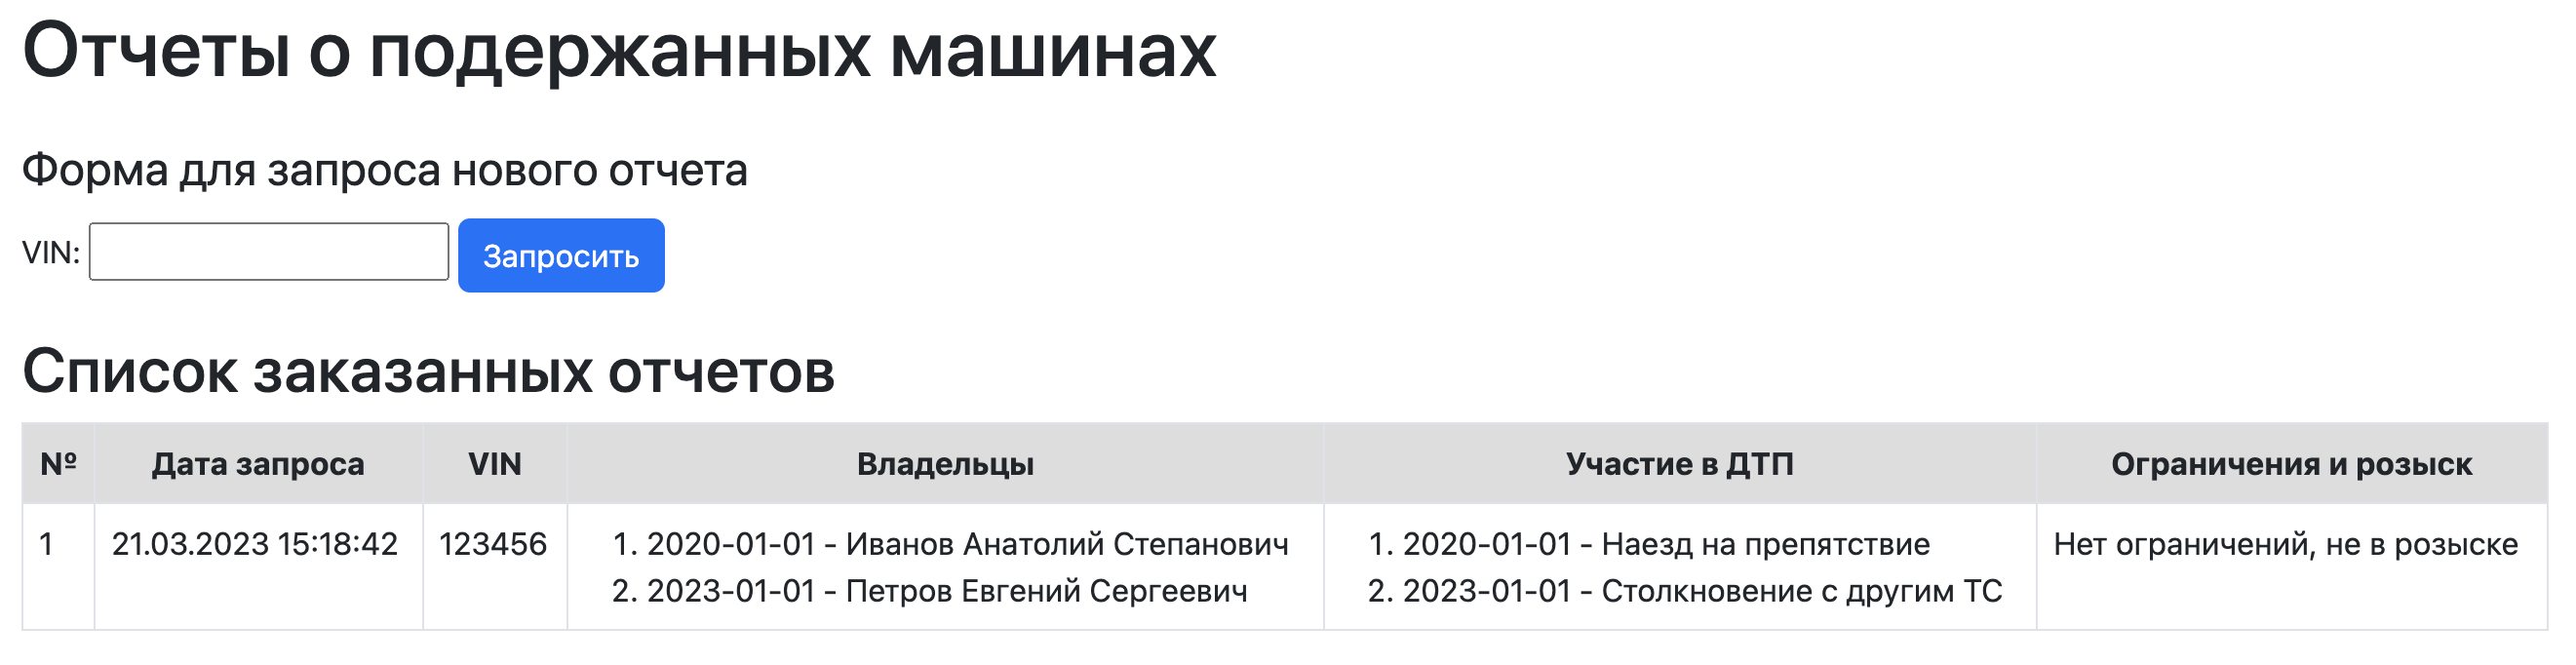 Отчеты о подержанных машинах
Форма для запроса нового отчета
VIN: Запросить
Список заказанных отчетов
№ Дата запроса VIN Владельцы Участие в ДТП Ограничения и розыск
1 21.03.2023 15:18:42 123456 1. 2020-01-01 - Иванов Анатолий Степанович 1. 2020-01-01 - Наезд на препятствие Нет ограничений, не в розыске
2. 2023-01-01 - Петров Евгений Сергеевич 2. 2023-01-01 - Столкновение с другим ТС